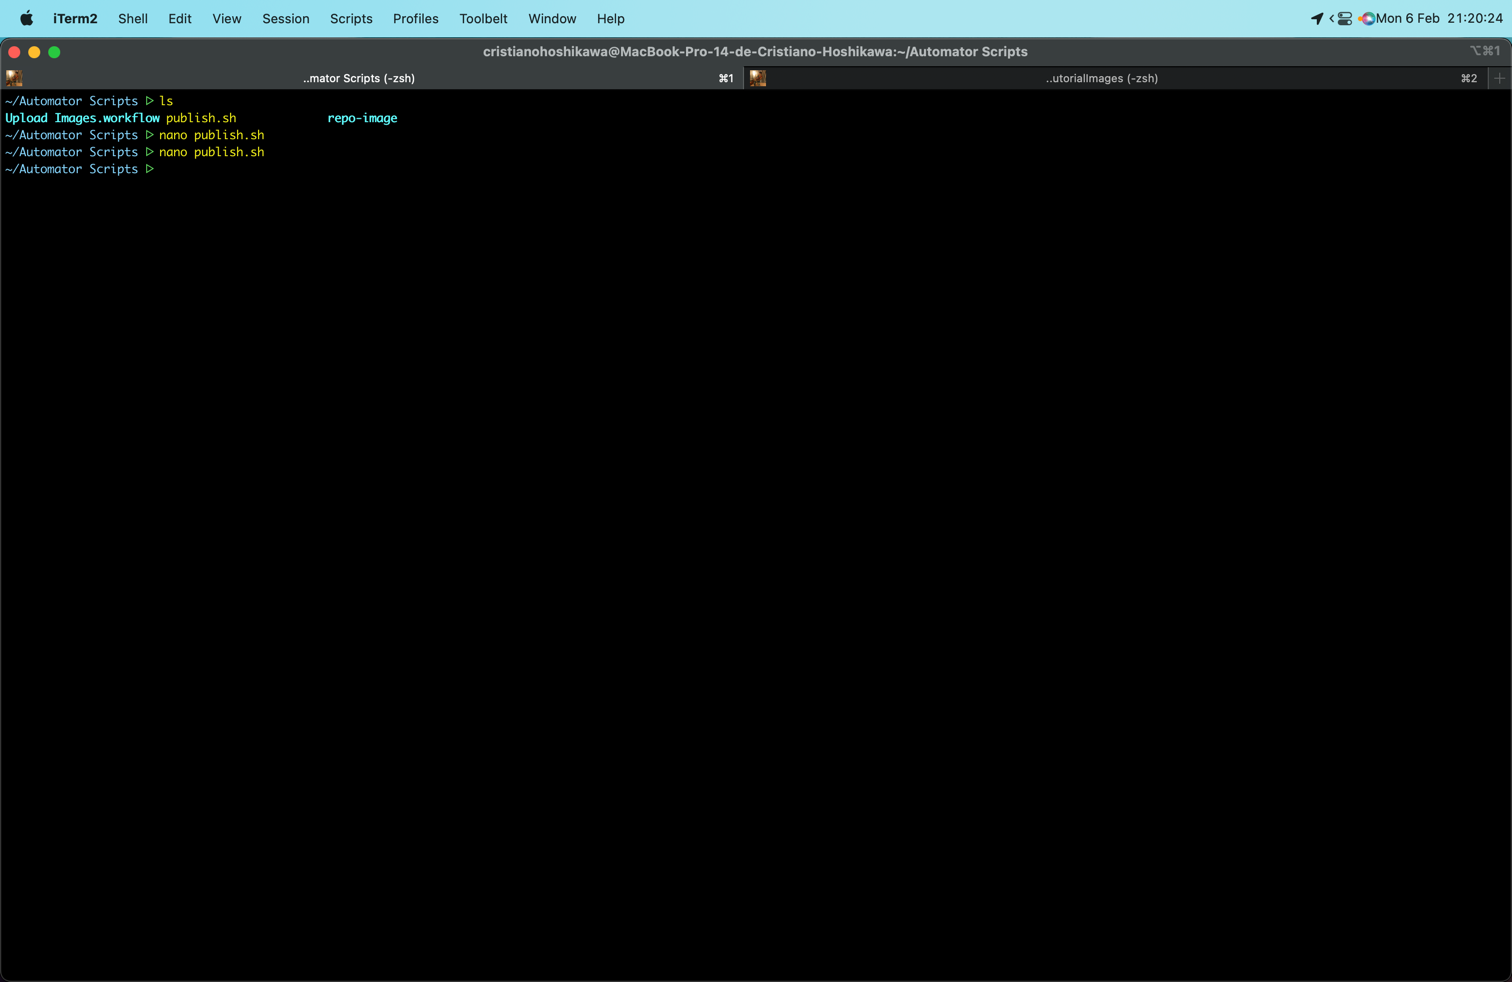 iTerm2 Shell Edit View Session Scripts Profiles Toolbelt Window Help Mon 6 Feb 21:20:24
cristianohoshikawa@MacBook-Pro-14-de-Cristiano-Hoshikawa:~/Automator Scripts ⌥⌘1
..mator Scripts (-zsh) ⌘1 ..utorialImages (-zsh) ⌘2
~/Automator Scripts ▷ ls
Upload Images.workflow publish.sh repo-image
~/Automator Scripts ▷ nano publish.sh
~/Automator Scripts ▷ nano publish.sh
~/Automator Scripts ▷